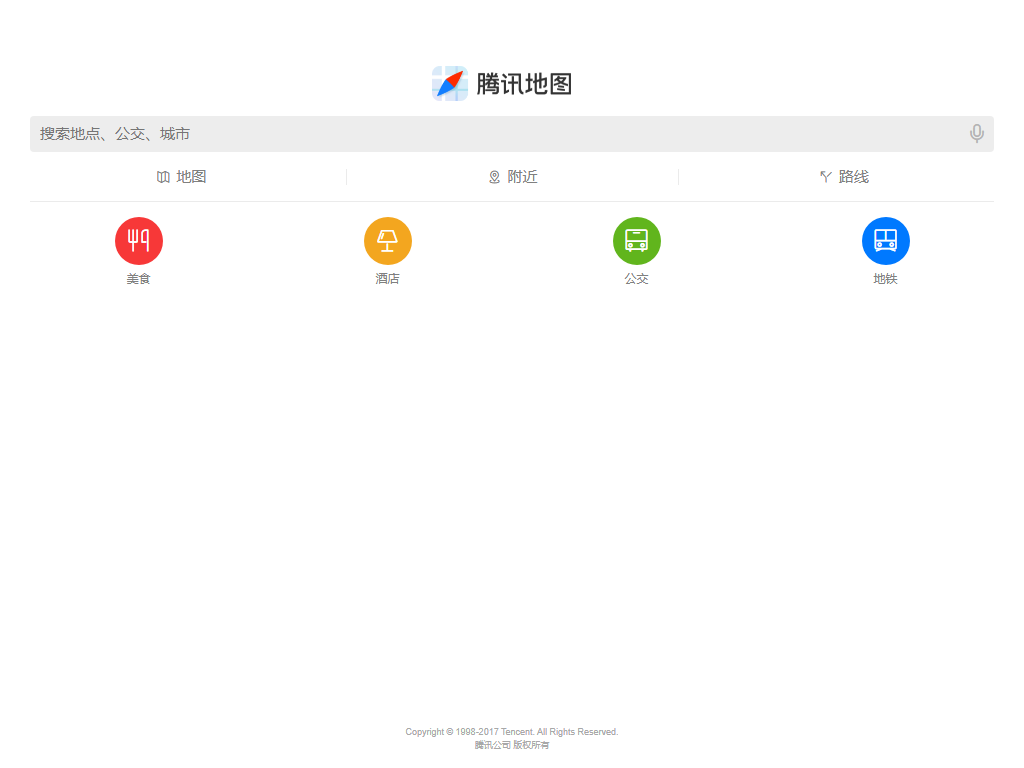 腾讯地图
搜索地点、公交、城市
地图 附近 路线
美食 酒店 公交 地铁
Copyright © 1998-2017 Tencent. All Rights Reserved.
腾讯公司 版权所有